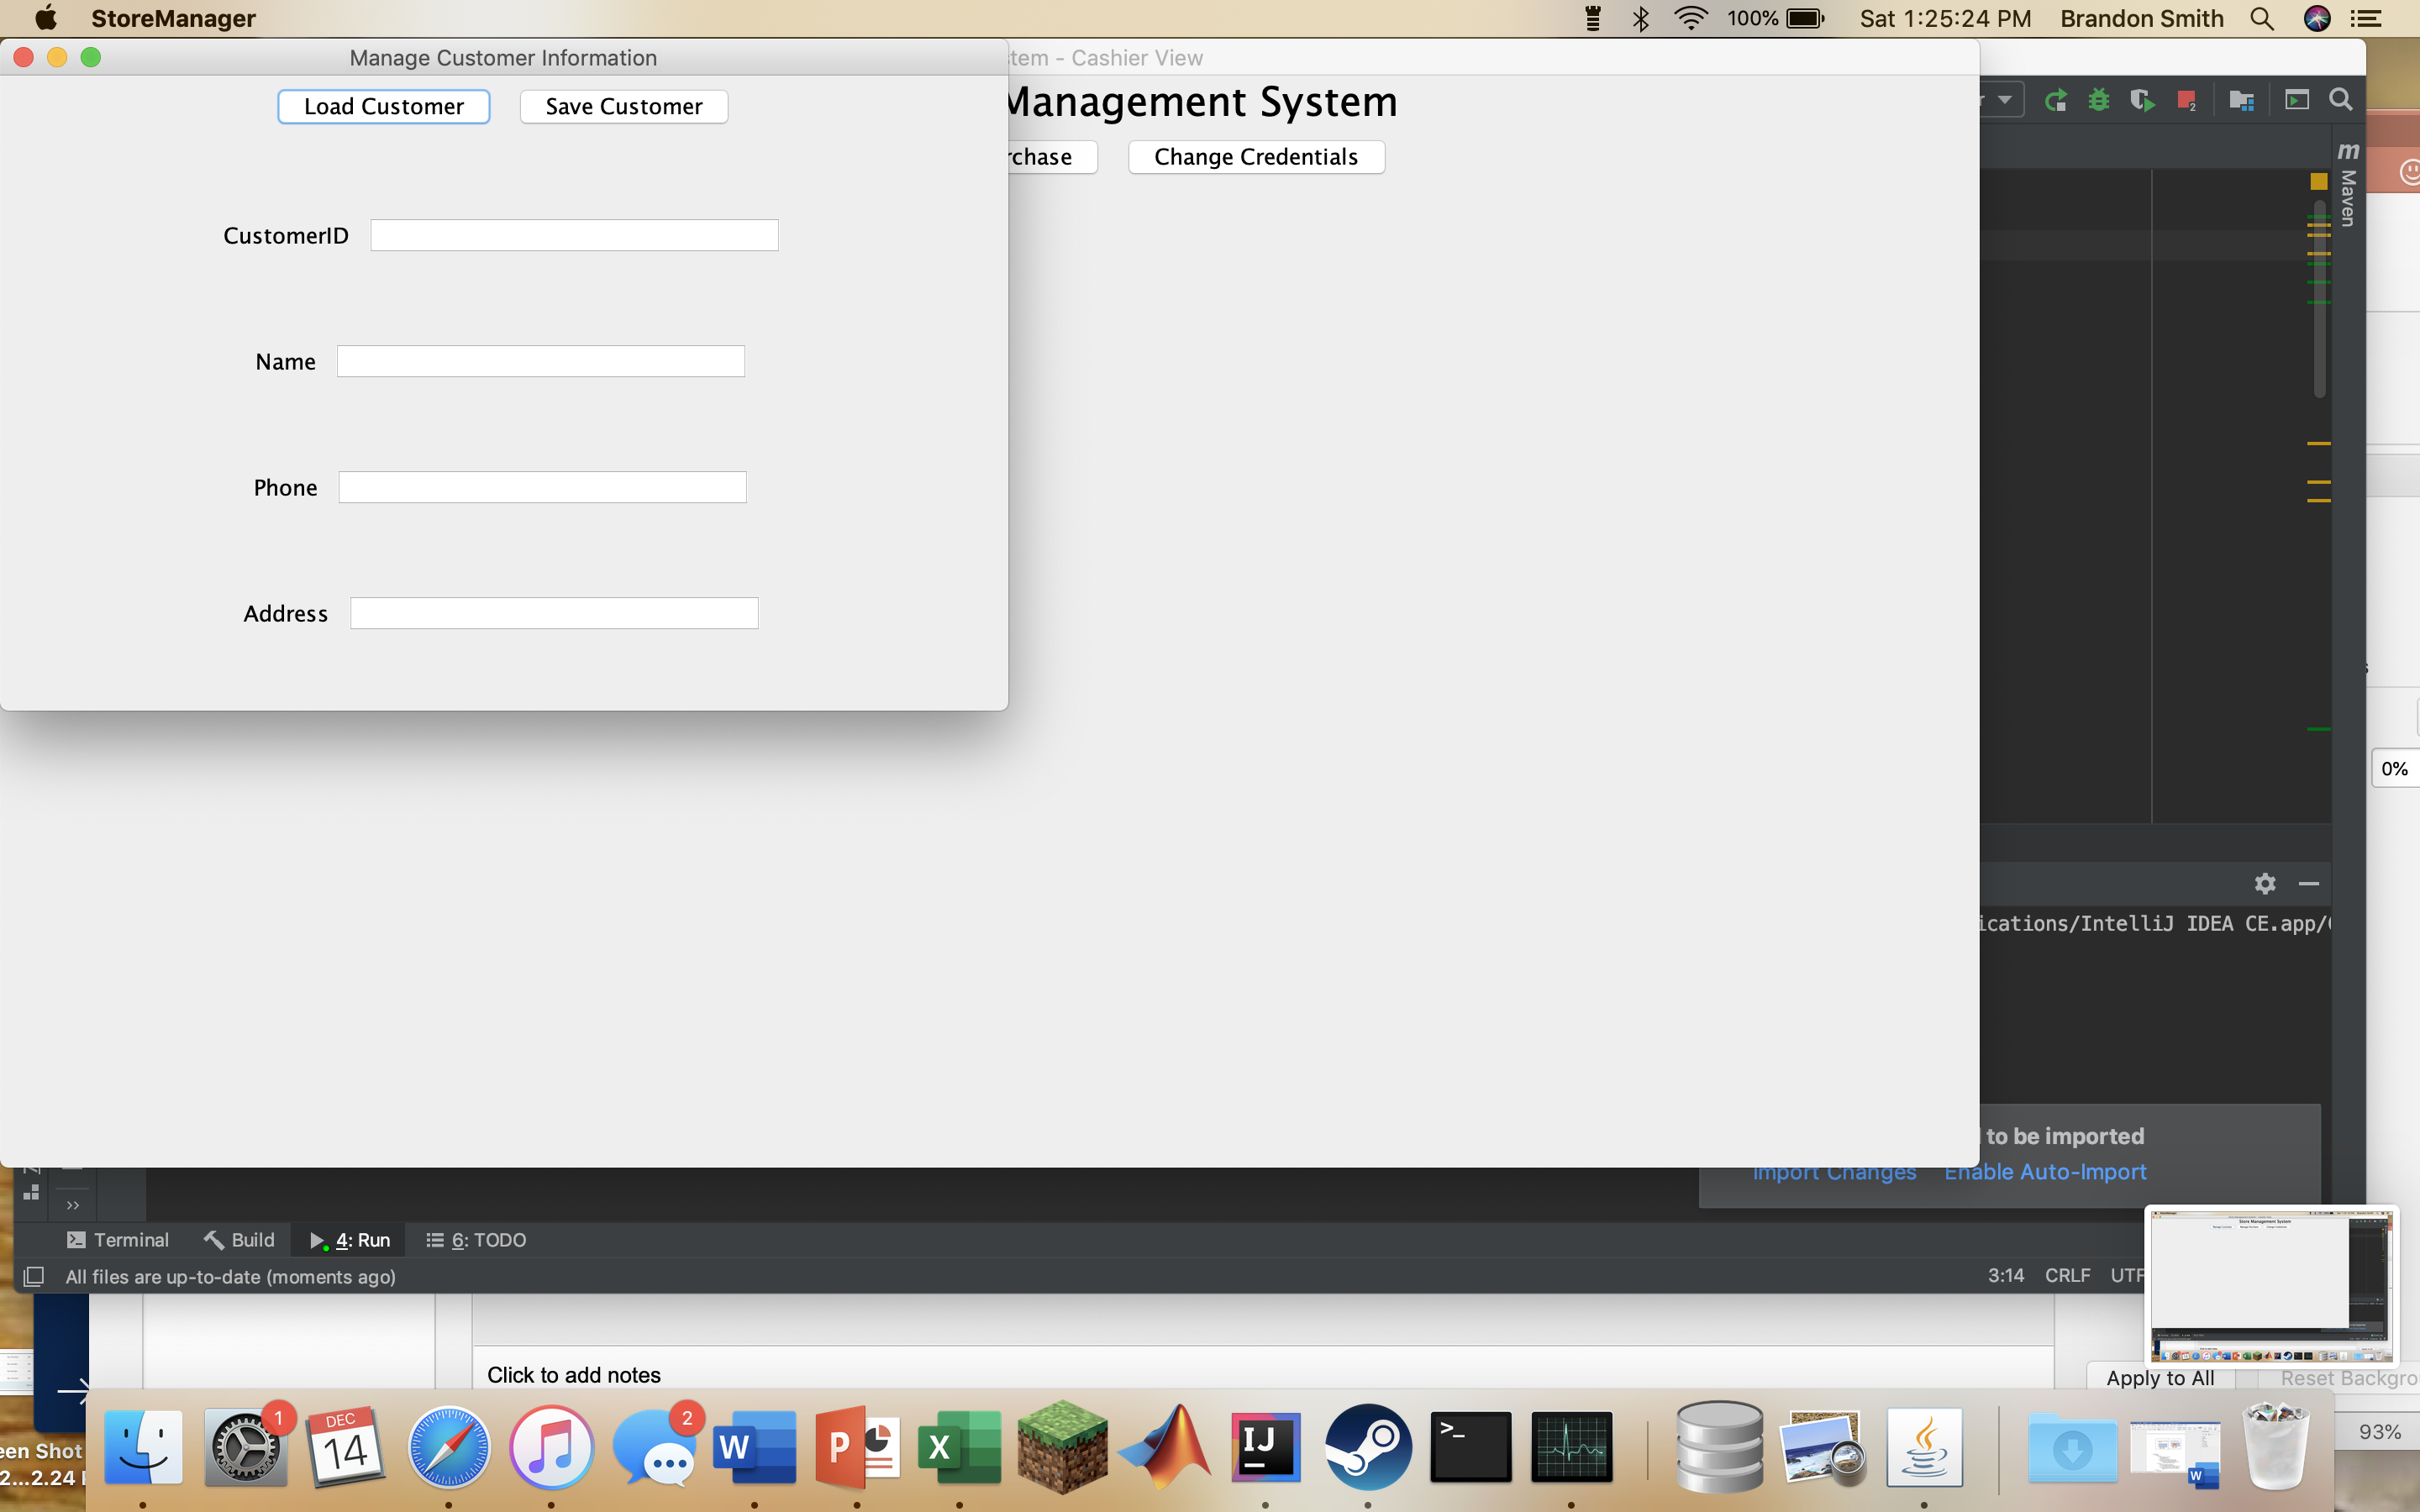 StoreManager
100%
Sat 1:25:24 PM
Brandon Smith
Manage Customer Information
- Cashier View
Load Customer
Save Customer
Management System
Change Credentials
CustomerID
Name
Phone
Address
m
Maven
2
0%
ications/IntelliJ IDEA CE.app/
to be imported
Import Changes
Enable Auto-Import
Terminal
Build
4: Run
6: TODO
All files are up-to-date (moments ago)
3:14
CRLF
Click to add notes
Apply to All
Reset Backgro
93%
een Shot
2...2.24
1
DEC
14
2
W
P
X
IJ
>_
W